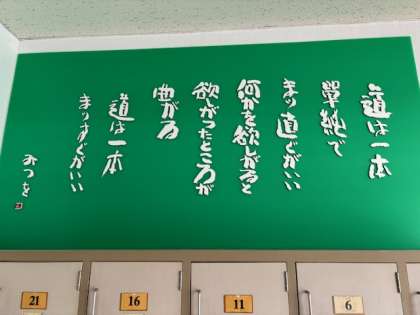 道は一本
單純で
まっ直ぐがいい
何かを欲しがると
欲しがったところが
曲がる
道は一本
まっすぐがいい
みつを
21
16
11
6